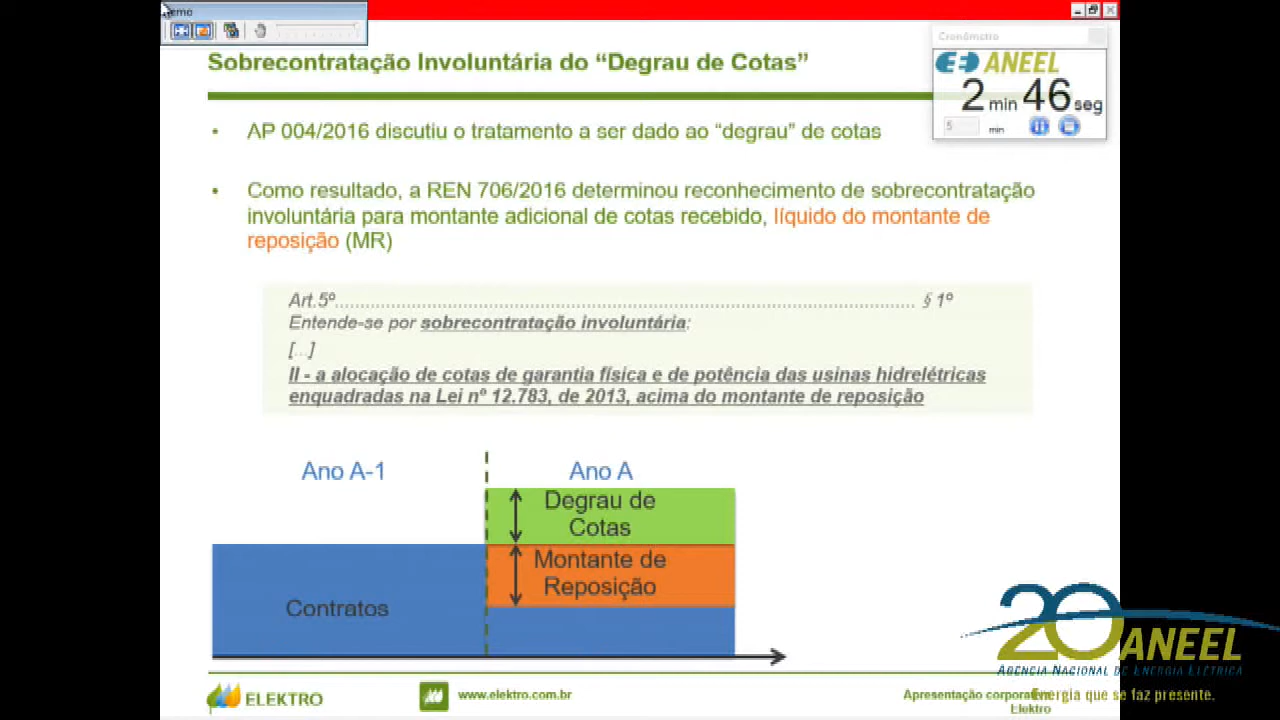 Sobrecontratação Involuntária do “Degrau de Cotas”
Cronômetro
ANEEL
2 min 46 seg
5 min
• AP 004/2016 discutiu o tratamento a ser dado ao “degrau” de cotas
• Como resultado, a REN 706/2016 determinou reconhecimento de sobrecontratação
involuntária para montante adicional de cotas recebido, líquido do montante de
reposição (MR)
Art.5º........................................................................................... § 1º
Entende-se por sobrecontratação involuntária:
[...]
II - a alocação de cotas de garantia física e de potência das usinas hidrelétricas
enquadradas na Lei nº 12.783, de 2013, acima do montante de reposição
Ano A-1
Ano A
Degrau de
Cotas
Montante de
Reposição
Contratos
20 ANEEL
AGÊNCIA NACIONAL DE ENERGIA ELÉTRICA
Energia que se faz presente.
ELEKTRO
www.elektro.com.br
Apresentação
Elektro